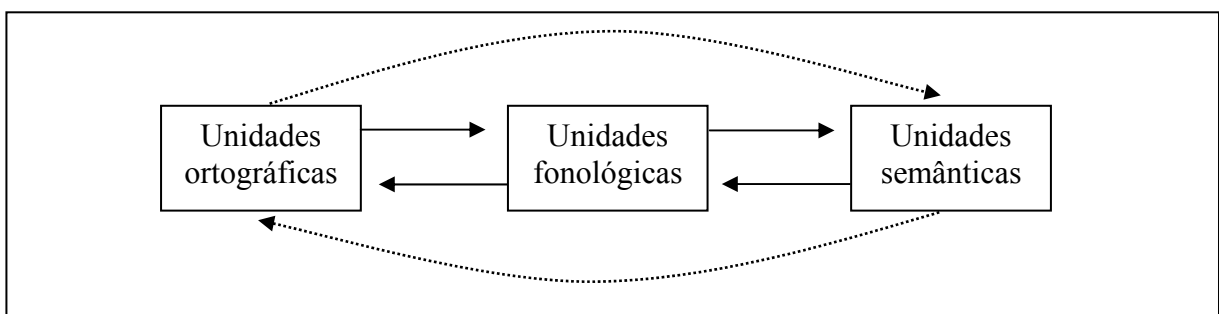 Unidades
ortográficas
Unidades
fonológicas
Unidades
semânticas